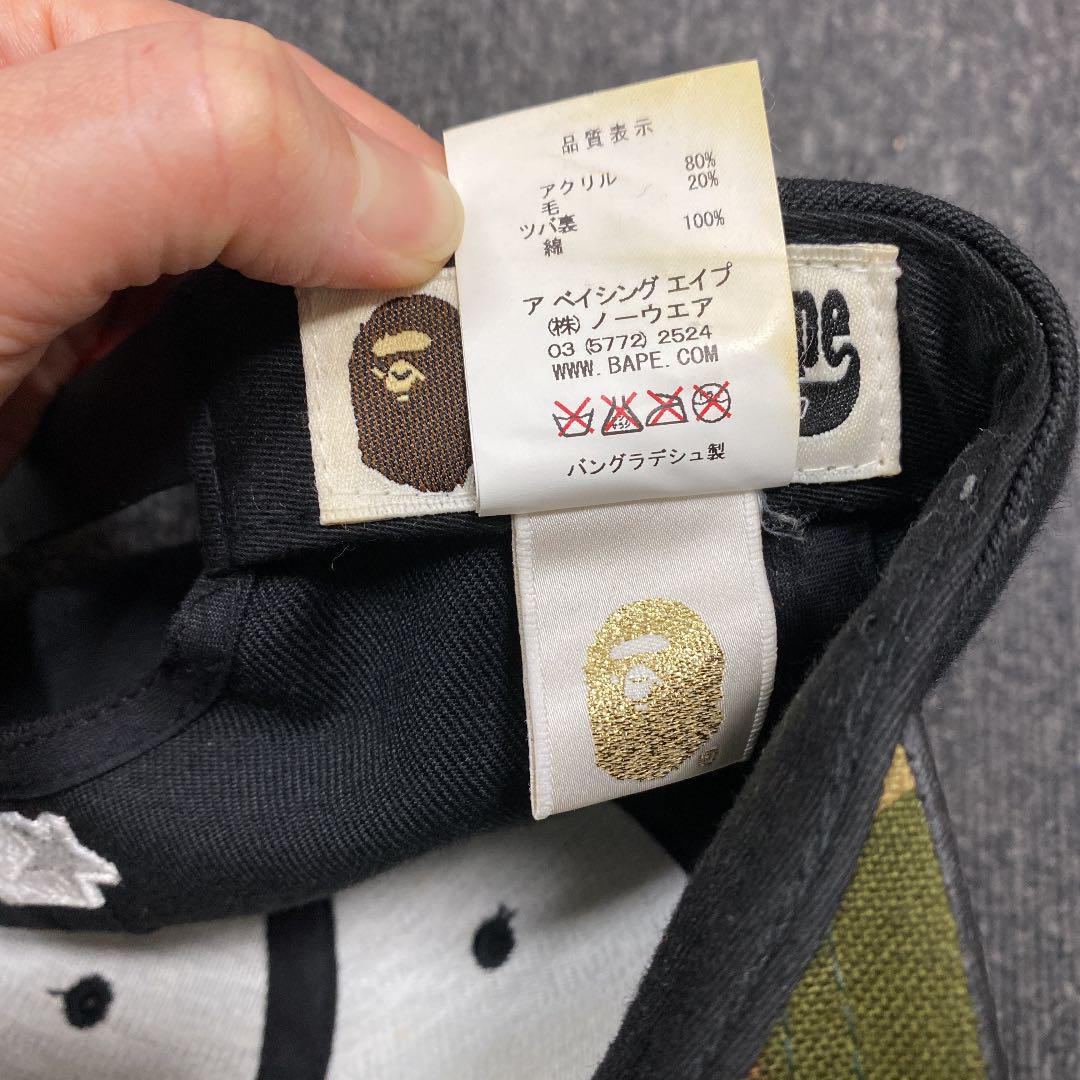 品質表示
アクリル 80%
毛 20%
ツバ裏
綿 100%
ア ベイシング エイプ
㈱ ノーウエア
03 (5772) 2524
WWW. BAPE. COM
バングラデシュ製